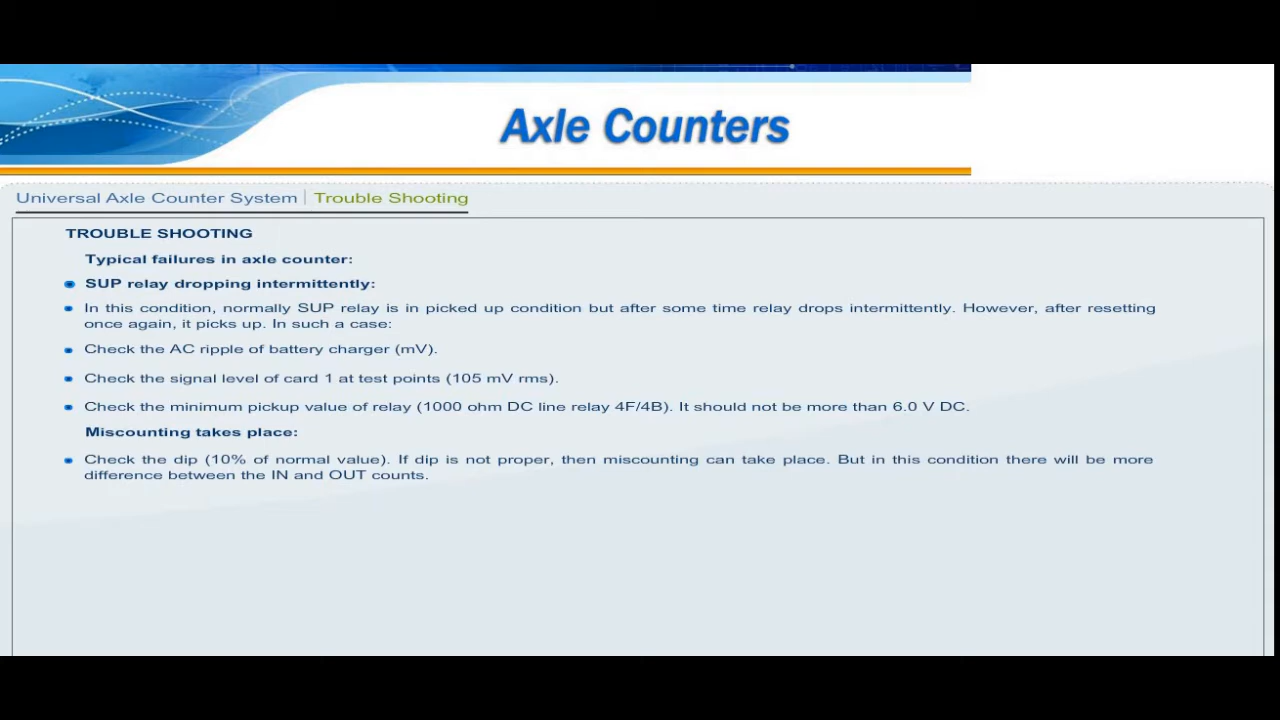 Axle Counters
Universal Axle Counter System | Trouble Shooting
TROUBLE SHOOTING
Typical failures in axle counter:
SUP relay dropping intermittently:
In this condition, normally SUP relay is in picked up condition but after some time relay drops intermittently. However, after resetting
once again, it picks up. In such a case:
Check the AC ripple of battery charger (mV).
Check the signal level of card 1 at test points (105 mV rms).
Check the minimum pickup value of relay (1000 ohm DC line relay 4F/4B). It should not be more than 6.0 V DC.
Miscounting takes place:
Check the dip (10% of normal value). If dip is not proper, then miscounting can take place. But in this condition there will be more
difference between the IN and OUT counts.